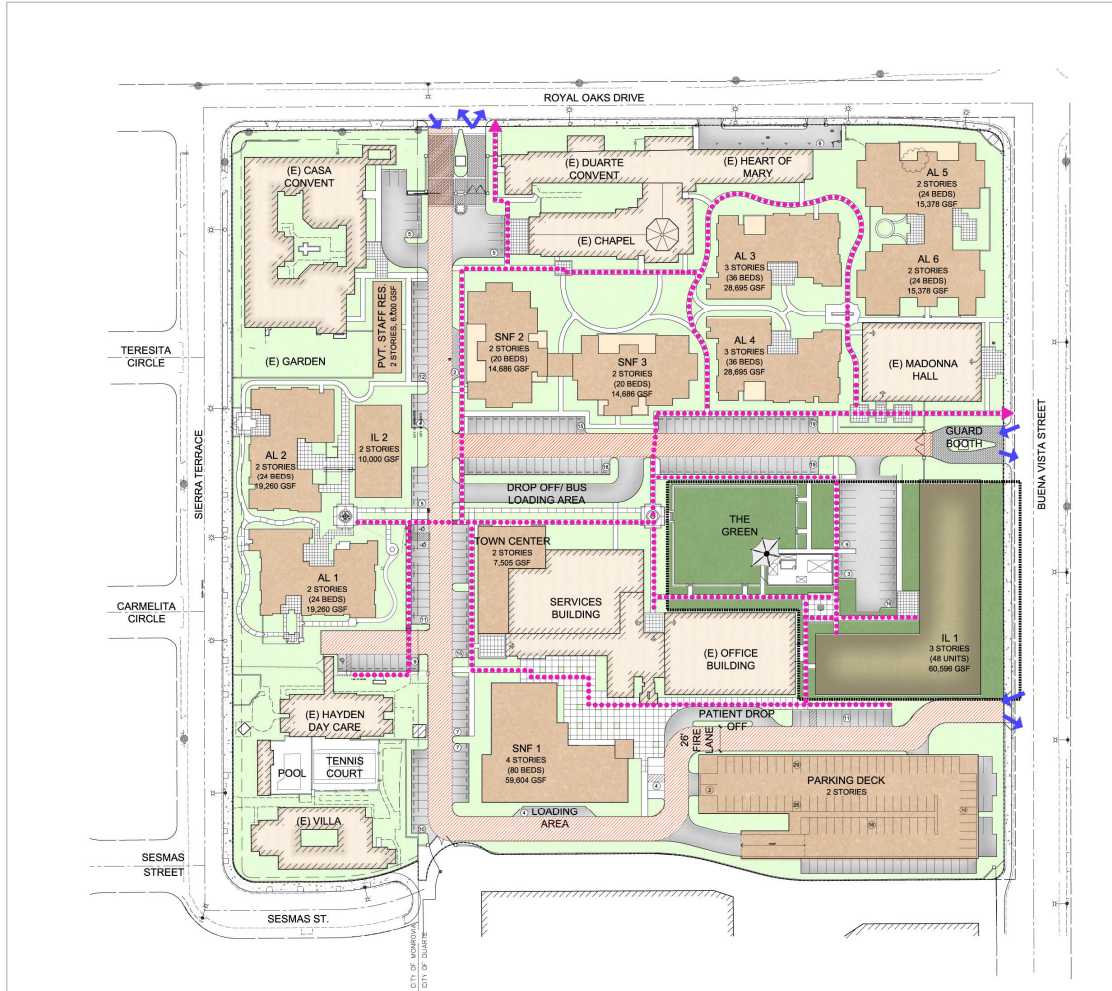 ROYAL OAKS DRIVE
(E) CASA
CONVENT
(E) DUARTE
CONVENT
(E) HEART OF
MARY
AL 5
2 STORIES
(24 BEDS)
15,378 GSF
(E) CHAPEL
AL 3
3 STORIES
(36 BEDS)
28,695 GSF
AL 6
2 STORIES
(24 BEDS)
15,378 GSF
PVT. STAFF RES.
2 STORIES, 6,000 GSF
SNF 2
2 STORIES
(20 BEDS)
14,686 GSF
SNF 3
2 STORIES
(20 BEDS)
14,686 GSF
AL 4
3 STORIES
(36 BEDS)
28,695 GSF
(E) MADONNA
HALL
TERESITA
CIRCLE
(E) GARDEN
SIERRA TERRACE
BUENA VISTA STREET
AL 2
2 STORIES
(24 BEDS)
19,260 GSF
IL 2
2 STORIES
10,000 GSF
GUARD
BOOTH
DROP OFF/ BUS
LOADING AREA
THE
GREEN
TOWN CENTER
2 STORIES
7,505 GSF
AL 1
2 STORIES
(24 BEDS)
19,260 GSF
SERVICES
BUILDING
CARMELITA
CIRCLE
(E) OFFICE
BUILDING
IL 1
3 STORIES
(48 UNITS)
60,596 GSF
(E) HAYDEN
DAY CARE
PATIENT DROP
OFF
26'
FIRE
LANE
SNF 1
4 STORIES
(80 BEDS)
59,604 GSF
POOL
TENNIS
COURT
PARKING DECK
2 STORIES
LOADING
AREA
(E) VILLA
SESMAS
STREET
SESMAS ST.
CITY OF MONROVIA
CITY OF DUARTE